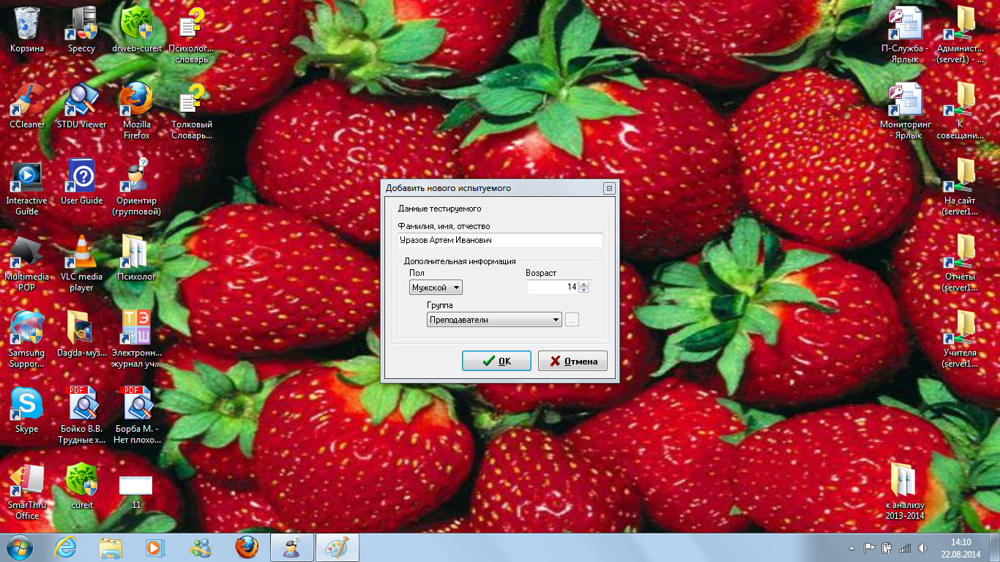 Корзина
Speccy
drweb-cureit
Психолог...
словарь
П-Служба -
Ярлык
Админист...
(server1) - ...
CCleaner
STDU Viewer
Mozilla
Firefox
Толковый
Словарь...
Мониторинг
- Ярлык
К
совещани...
Interactive
Guide
User Guide
Ориентир
(групповой)
На сайт
(server1...
Multimedia
POP
VLC media
player
Психолог
Отчёты
(server1...
Samsung
Suppor...
Dagda-муз...
ТЭ
Ш
Электронн...
журнал уч...
Учителя
(server1...
Skype
PDF
Бойко В.В.
Трудные х...
PDF
Борба М. -
Нет плохо...
SmarThru
Office
cureit
11
к анализу
2013-2014
Добавить нового испытуемого
Данные тестируемого
Фамилия, имя, отчество
Уразов Артем Иванович
Дополнительная информация
Пол
Возраст
Мужской
14
Группа
Преподаватели
...
OK
Отмена
14:10
22.08.2014